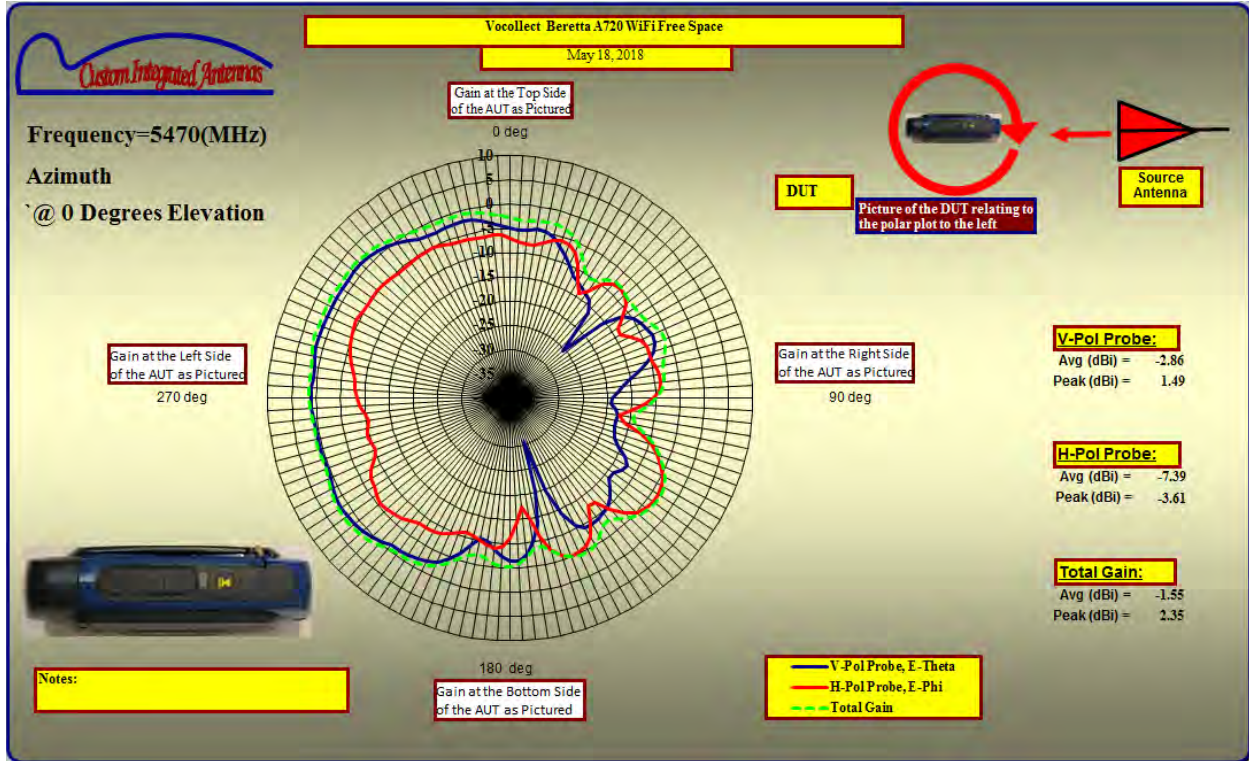 Vocollect Beretta A720 WiFi Free Space
May 18, 2018
Custom Integrated Antennas
Frequency=5470(MHz)
Azimuth
`@ 0 Degrees Elevation
Gain at the Top Side
of the AUT as Pictured
0 deg
10
5
0
-5
-10
-15
-20
-25
-30
-35
DUT
Picture of the DUT relating to
the polar plot to the left
Source
Antenna
Gain at the Left Side
of the AUT as Pictured
270 deg
Gain at the Right Side
of the AUT as Pictured
90 deg
V-Pol Probe:
Avg (dBi) = -2.86
Peak (dBi) = 1.49
H-Pol Probe:
Avg (dBi) = -7.39
Peak (dBi) = -3.61
Total Gain:
Avg (dBi) = -1.55
Peak (dBi) = 2.35
180 deg
Gain at the Bottom Side
of the AUT as Pictured
Notes:
V-Pol Probe, E-Theta
H-Pol Probe, E-Phi
Total Gain